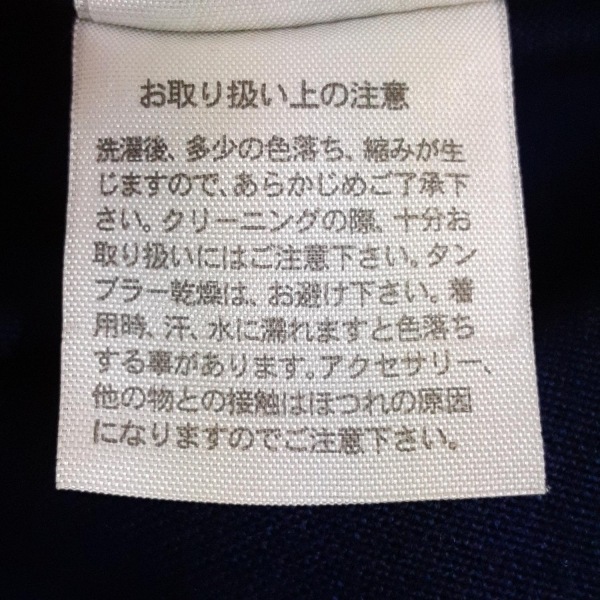 お取り扱い上の注意
洗濯後、多少の色落ち、縮みが生
じますので、あらかじめご了承下
さい。クリーニングの際、十分お
取り扱いにはご注意下さい。タン
ブラー乾燥は、お避け下さい。着
用時、汗、水に濡れますと色落ち
する事があります。アクセサリー、
他の物との接触はほつれの原因
になりますのでご注意下さい。